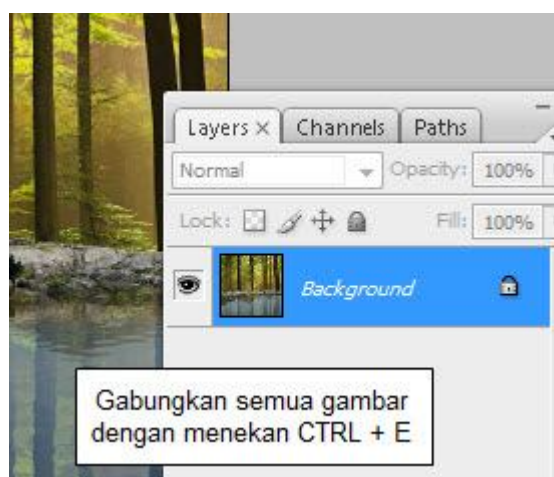 Layers × Channels Paths
Normal Opacity: 100%
Lock: Fill: 100%
Background
Gabungkan semua gambar
dengan menekan CTRL + E